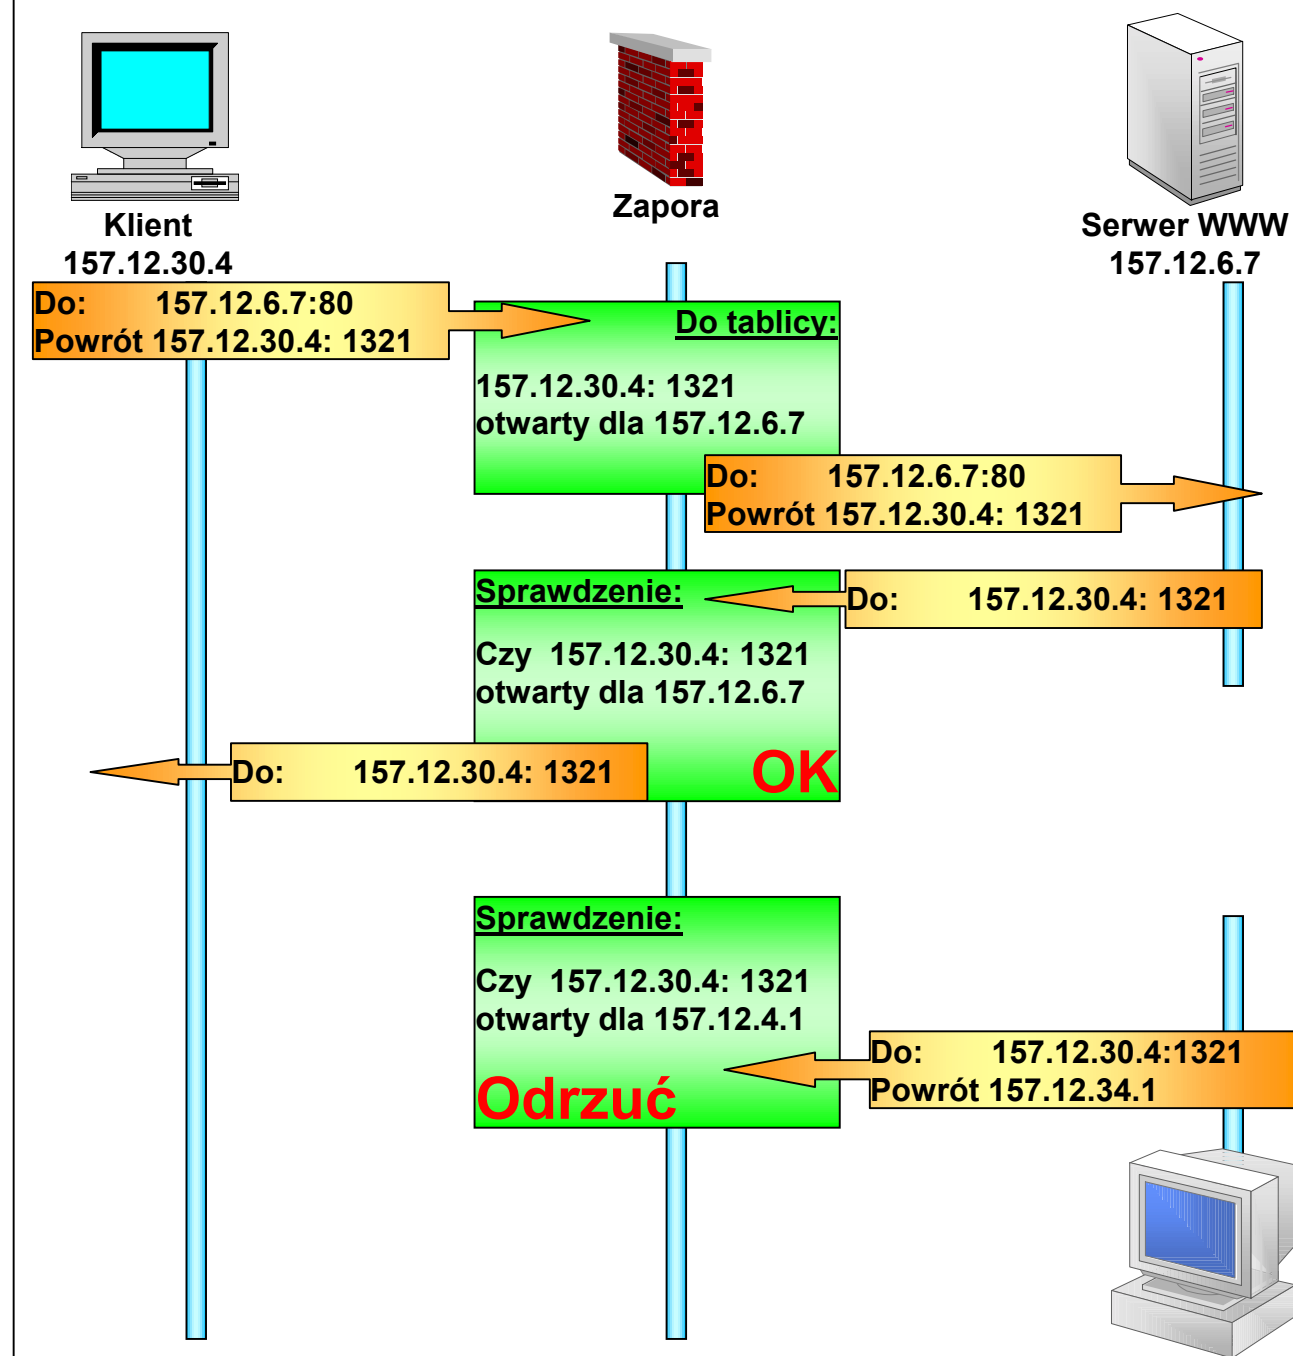 Klient
157.12.30.4
Zapora
Serwer WWW
157.12.6.7
Do: 157.12.6.7:80
Powrót 157.12.30.4: 1321
Do tablicy:
157.12.30.4: 1321
otwarty dla 157.12.6.7
Do: 157.12.6.7:80
Powrót 157.12.30.4: 1321
Sprawdzenie:
Do: 157.12.30.4: 1321
Czy 157.12.30.4: 1321
otwarty dla 157.12.6.7
OK
Do: 157.12.30.4: 1321
Sprawdzenie:
Czy 157.12.30.4: 1321
otwarty dla 157.12.4.1
Do: 157.12.30.4:1321
Powrót 157.12.34.1
Odrzuć